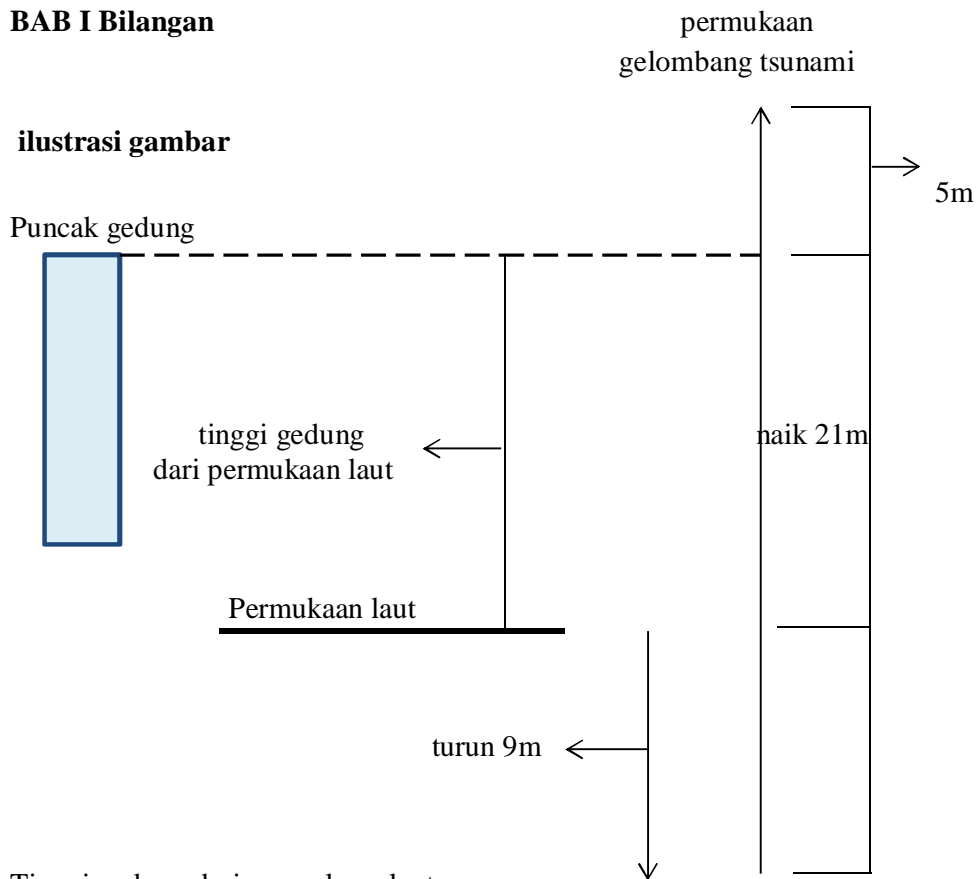 BAB I Bilangan
permukaan
gelombang tsunami
ilustrasi gambar
5m
Puncak gedung
naik 21m
tinggi gedung
dari permukaan laut
Permukaan laut
turun 9m